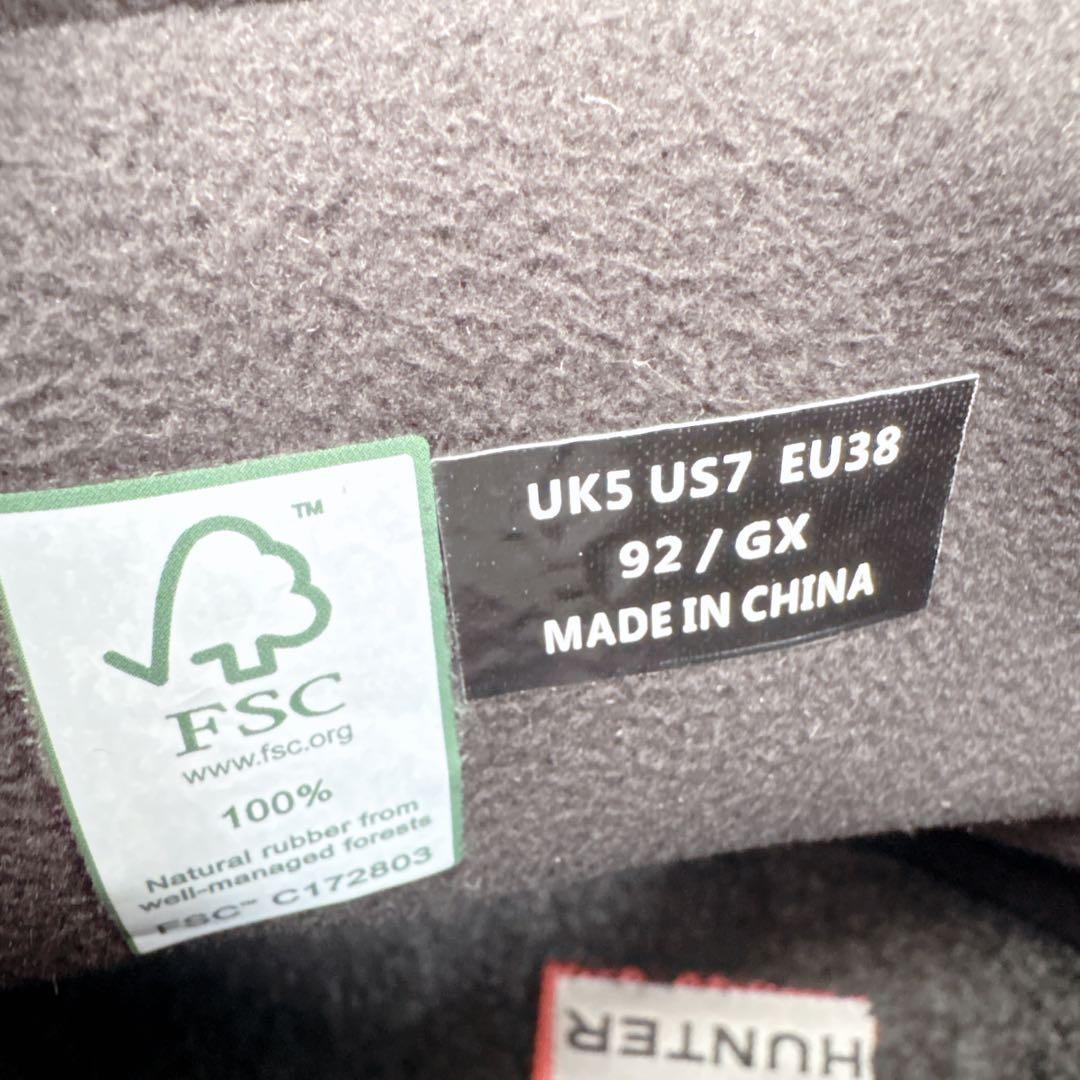 UK5 US7 EU38
92 / GX
MADE IN CHINA
TM
FSC
www.fsc.org
100%
Natural rubber from
well-managed forests
FSC™ C172803
HUNTER